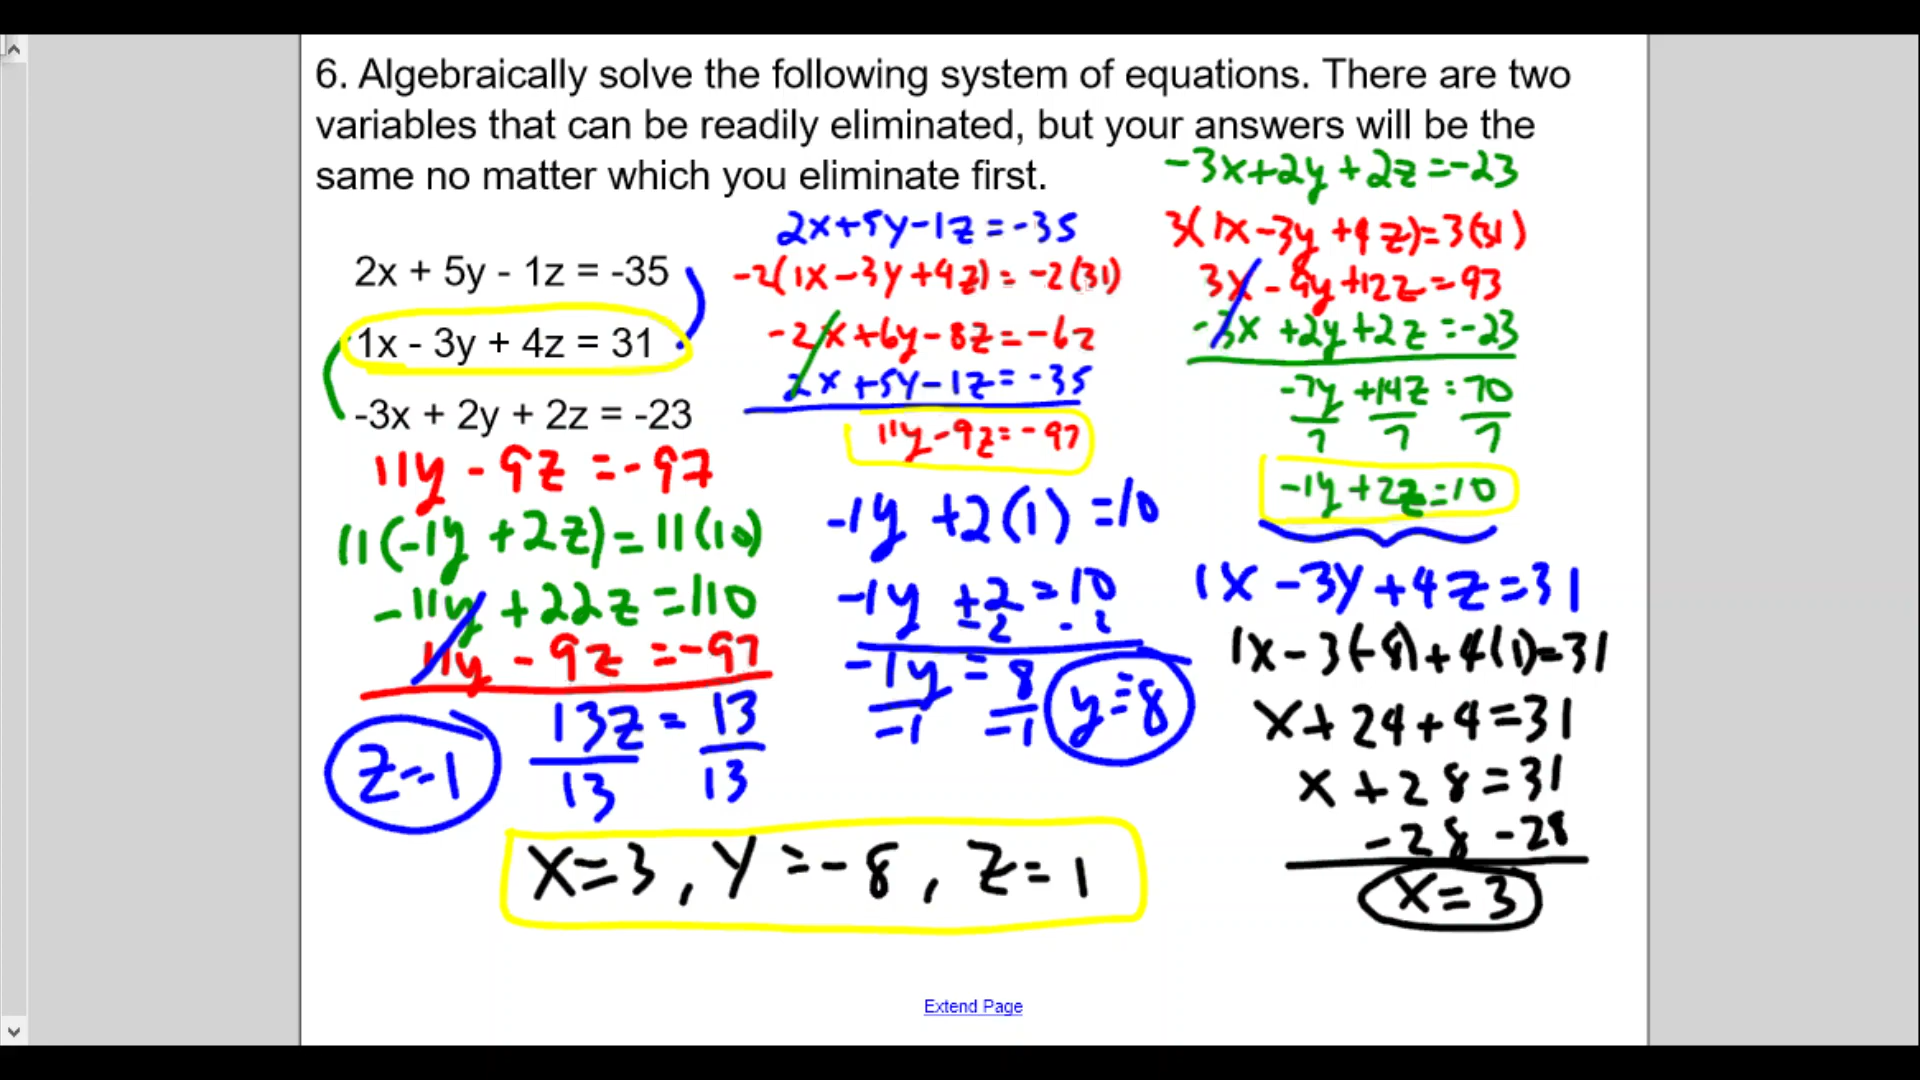 6. Algebraically solve the following system of equations. There are two
variables that can be readily eliminated, but your answers will be the
same no matter which you eliminate first.
2x + 5y - 1z = -35
1x - 3y + 4z = 31
-3x + 2y + 2z = -23
11y - 9z = -97
11(-1y + 2z) = 11(10)
-11y + 22z = 110
11y - 9z = -97
13z = 13
13 13
z=1
2x+5y-1z = -35
-2(1x-3y+4z) = -2(31)
-2x+6y-8z = -62
2x+5y-1z = -35
11y-9z = -97
-1y +2(1) = 10
-1y +2 = 10
-2 -2
-1y = 8
-1 -1
y=8
-3x+2y+2z = -23
3(1x-3y+4z) = 3(31)
3x-9y+12z = 93
-3x+2y+2z = -23
-7y +14z = 70
7 7 7
-1y+2z = 10
1x-3y+4z = 31
1x-3(-8)+4(1) = 31
x+24+4 = 31
x+28 = 31
-28 -28
x = 3
x=3, y=-8, z=1
Extend Page